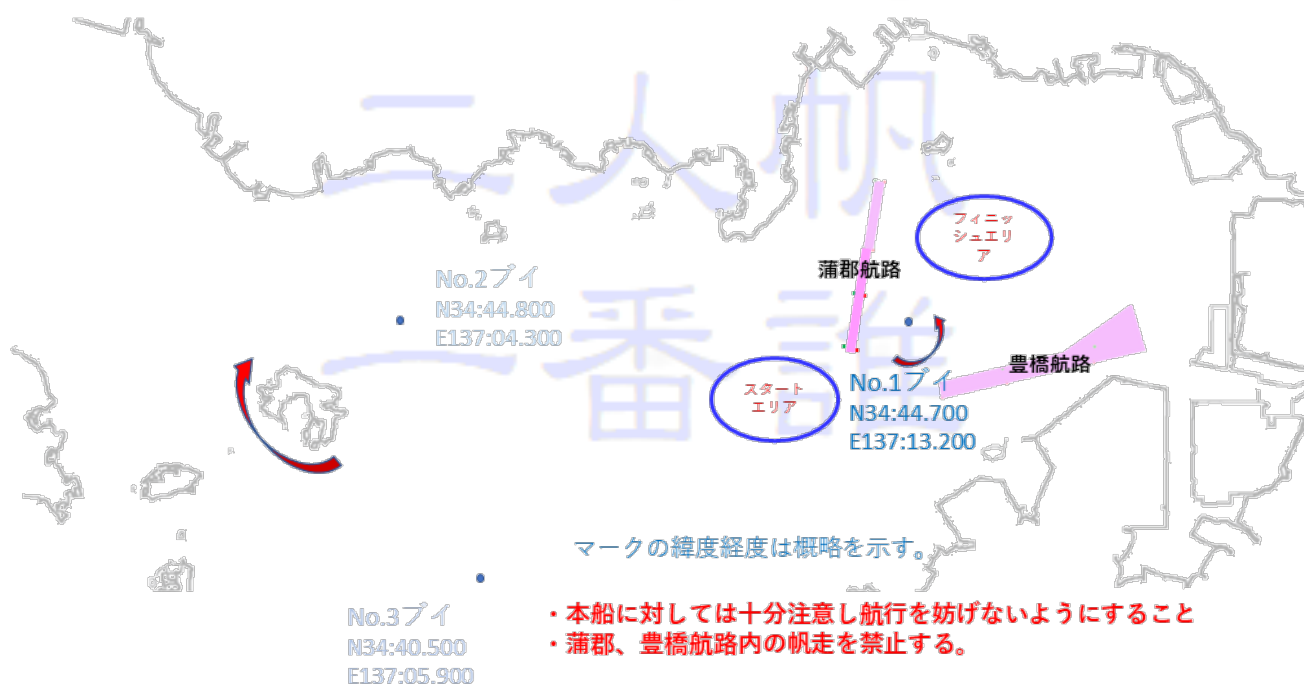 二人帆
一番誰
フィニッ
シュエリ
ア
蒲郡航路
No.2ブイ
N34:44.800
E137:04.300
豊橋航路
スタート
エリア
No.1ブイ
N34:44.700
E137:13.200
マークの緯度経度は概略を示す。
No.3ブイ
N34:40.500
E137:05.900
・本船に対しては十分注意し航行を妨げないようにすること
・蒲郡、豊橋航路内の帆走を禁止する。